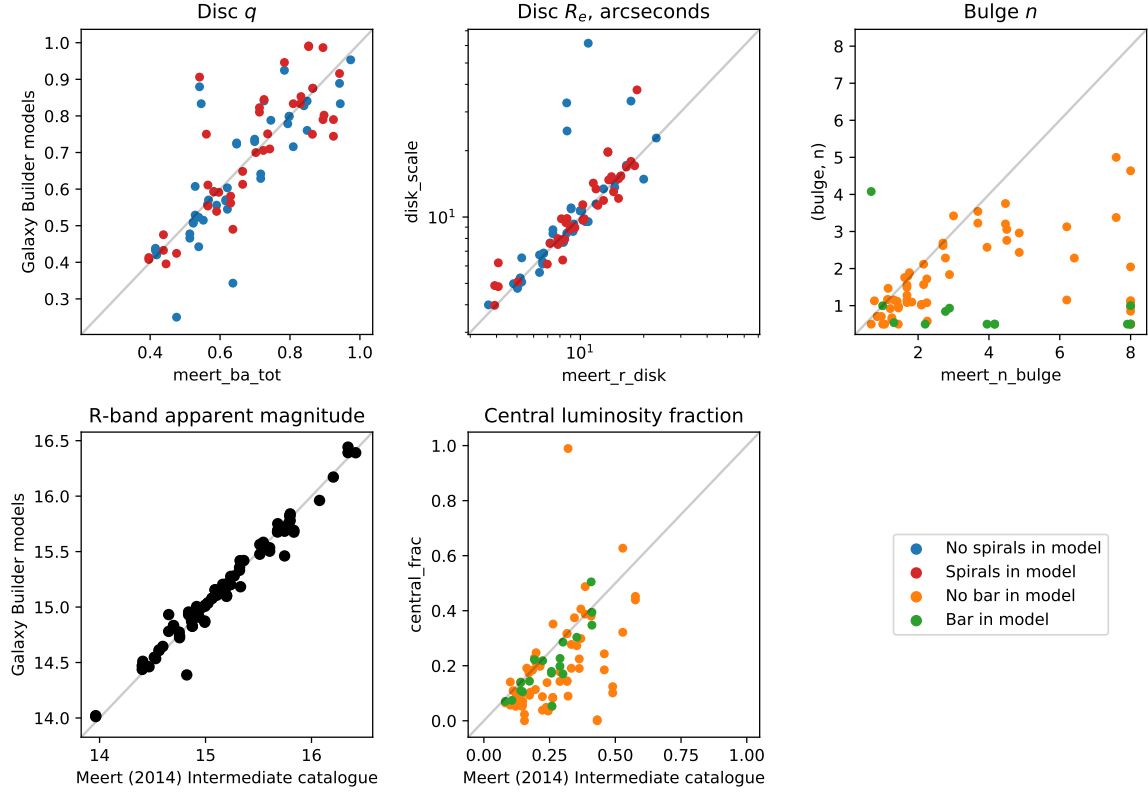 Disc q
Disc Re, arcseconds
Bulge n
1.0
0.9
0.8
0.7
0.6
0.5
0.4
0.3
Galaxy Builder models
0.4 0.6 0.8 1.0
meert_ba_tot
10^1
disk_scale
10^1
meert_r_disk
8
7
6
5
4
3
2
1
(bulge, n)
2 4 6 8
meert_n_bulge
R-band apparent magnitude
Central luminosity fraction
16.5
16.0
15.5
15.0
14.5
14.0
Galaxy Builder models
14 15 16
Meert (2014) Intermediate catalogue
1.0
0.8
0.6
0.4
0.2
0.0
central_frac
0.00 0.25 0.50 0.75 1.00
Meert (2014) Intermediate catalogue
No spirals in model
Spirals in model
No bar in model
Bar in model